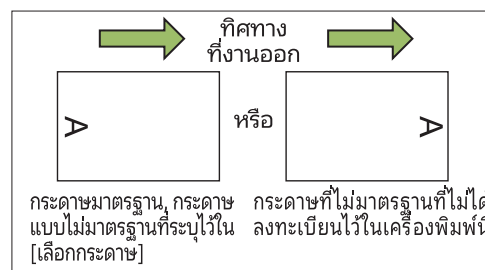 ทิศทาง
ที่งานออก
A
หรือ
A
กระดาษมาตรฐาน, กระดาษ
แบบไม่มาตรฐานที่ระบุไว้ใน
[เลือกกระดาษ]
กระดาษที่ไม่มาตรฐานที่ไม่ได้
ลงทะเบียนไว้ในเครื่องพิมพ์